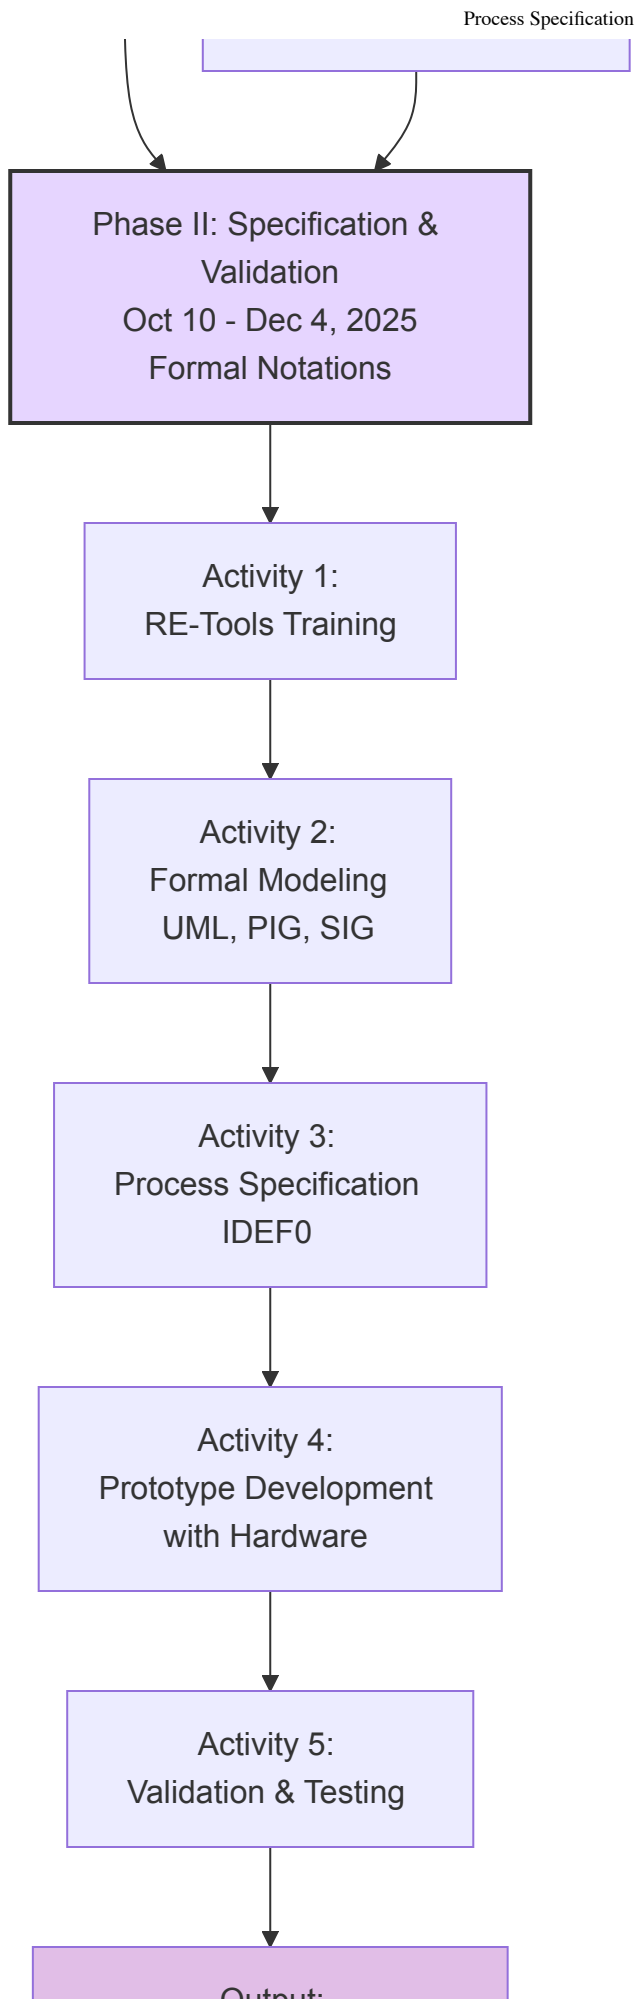 Process Specification
Phase II: Specification &
Validation
Oct 10 - Dec 4, 2025
Formal Notations
Activity 1:
RE-Tools Training
Activity 2:
Formal Modeling
UML, PIG, SIG
Activity 3:
Process Specification
IDEF0
Activity 4:
Prototype Development
with Hardware
Activity 5:
Validation & Testing
Output: